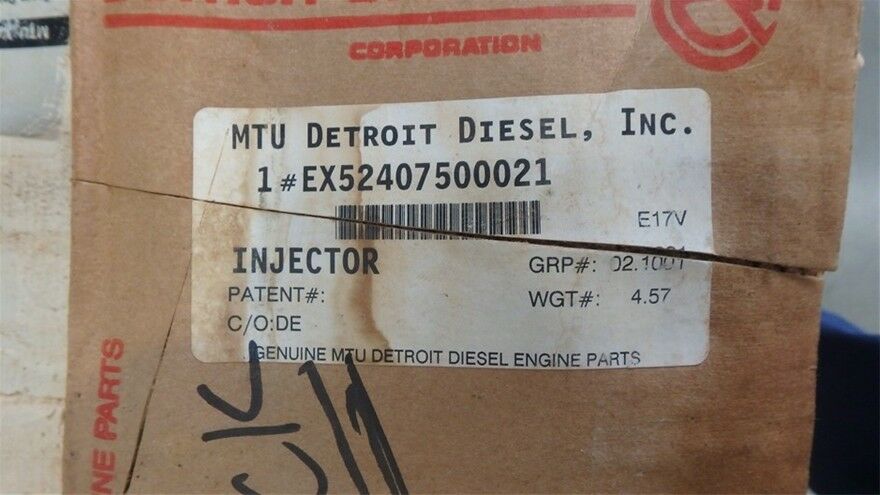 CORPORATION
MTU DETROIT DIESEL, INC.
1#EX52407500021
E17V
INJECTOR
GRP#: 02.1001
PATENT#:
WGT#: 4.57
C/O:DE
GENUINE MTU DETROIT DIESEL ENGINE PARTS
NE PARTS